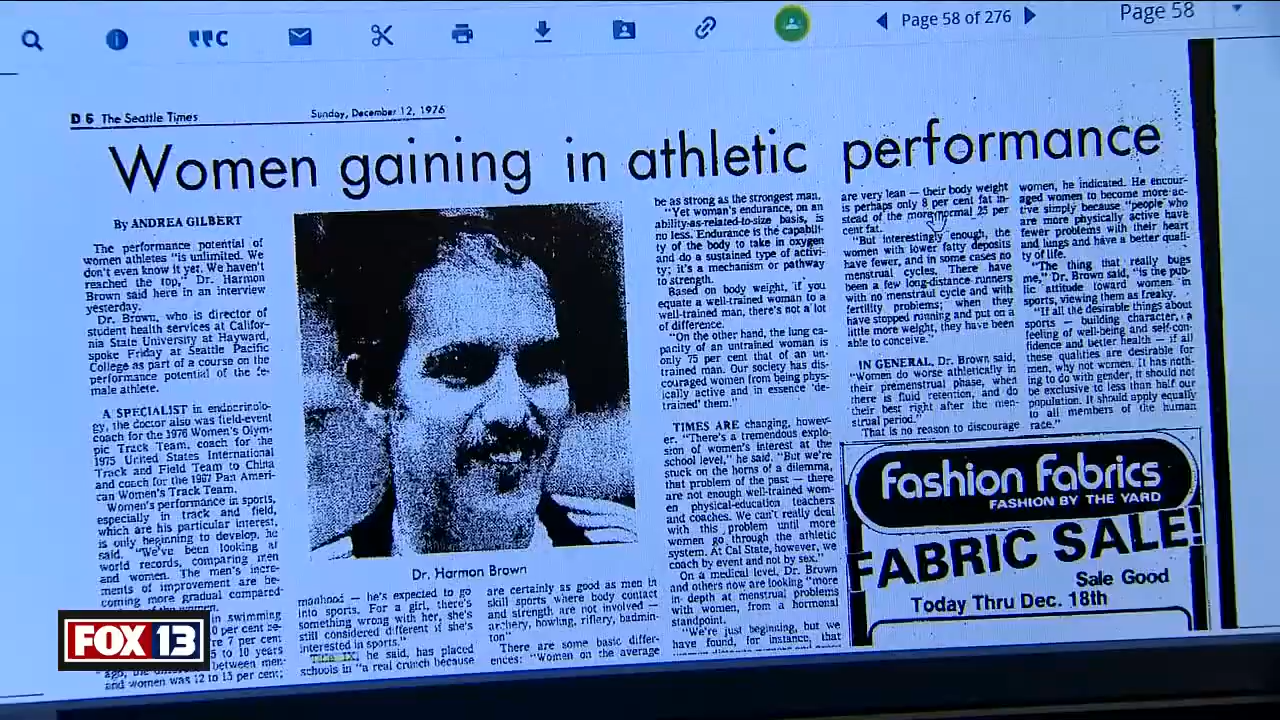 Page 58 of 276
Page 58
D 6 The Seattle Times
Sunday, December 12, 1976
Women gaining in athletic performance
By ANDREA GILBERT
The performance potential of
women athletes "is unlimited. We
don't even know it yet. We haven't
reached the top," Dr. Harmon
Brown said here in an interview
yesterday.
Dr. Brown, who is director of
student health services at Califor-
nia State University at Hayward,
spoke Friday at Seattle Pacific
College as part of a course on the
performance potential of the fe-
male athlete.
A SPECIALIST in endocrinolo-
gy, the doctor also was field-event
coach for the 1976 Women's Olym-
pic Track Team, coach for the
1975 United States International
Track and Field Team to China
and coach for the 1967 Pan Ameri-
can Women's Track Team.
Women's performance in sports,
especially in track and field,
which are his particular interest,
is only beginning to develop, he
said. "We've been looking at
world records, comparing men
and women. The men's incre-
ments of improvement are be-
coming more gradual compared
women.
in swimming
0 per cent
re 7 per cent
5 to 10 years
ago, the between men
and women was 12 to 13 per cent;
Dr. Harmon Brown
manhood — he's expected to go
into sports. For a girl, there's
something wrong with her, she's
still considered different if she's
interested in sports."
Title IX, he said, has placed
schools in "a real crunch because
are certainly as good as men in
skill sports where body contact
and strength are not involved —
archery, bowling, riflery, badmin-
ton"
There are some basic differ-
ences: "Women on the average
be as strong as the strongest man.
"Yet woman's endurance, on an
ability-as-related-to-size basis, is
no less. Endurance is the capabili-
ty of the body to take in oxygen
and do a sustained type of activi-
ty; it's a mechanism or pathway
to strength.
Based on body weight, if you
equate a well-trained woman to a
well-trained man, there's not a lot
of difference.
"On the other hand, the lung ca-
pacity of an untrained woman is
only 75 per cent that of an un-
trained man. Our society has dis-
couraged women from being phys-
ically active and in essence 'de-
trained' them."
TIMES ARE changing, howev-
er. "There's a tremendous explo-
sion of women's interest at the
school level," he said. "But we're
stuck on the horns of a dilemma,
that problem of the past — there
are not enough well-trained wom-
en physical-education teachers
and coaches. We can't really deal
with this problem until more
women go through the athletic
system. At Cal State, however, we
coach by event and not by sex."
On a medical level, Dr. Brown
and others now are looking "more
in depth at menstrual problems
with women, from a hormonal
standpoint.
"We're just beginning, but we
have found, for instance, that
are very lean — their body weight
is perhaps only 8 per cent fat in-
stead of the more normal 25 per
cent fat.
"But interestingly enough, the
women with lower fatty deposits
have fewer, and in some cases no
menstrual cycles. There have
been a few long-distance runners
with no menstrual cycle and with
fertility problems; when they
have stopped running and put on a
little more weight, they have been
able to conceive."
IN GENERAL, Dr. Brown said,
"Women do worse athletically in
their premenstrual phase, when
there is fluid retention, and do
their best right after the men-
strual period."
That is no reason to discourage
women, he indicated. He encour-
aged women to become more ac-
tive simply because "people who
are more physically active have
fewer problems with their heart
and lungs and have a better quali-
ty of life.
"The thing that really bugs
me," Dr. Brown said, "is the pub-
lic attitude toward women in
sports, viewing them as freaky.
"If all the desirable things about
sports — building character, a
feeling of well-being and self-con-
fidence and better health — if all
these qualities are desirable for
men, why not women. It has noth-
ing to do with gender, it should not
be exclusive to less than half our
population. It should apply equally
to all members of the human
race."
Fashion Fabrics
FASHION BY THE YARD
FABRIC SALE!
Sale Good
Today Thru Dec. 18th
FOX 13